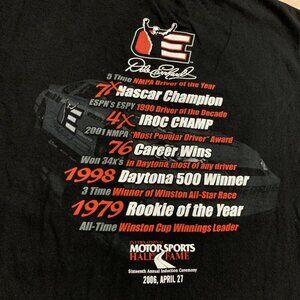 E
Dale Earnhardt
5 Time NMPA Driver of the Year
7X Nascar Champion
ESPN's ESPY 1990 Driver of the Decade
4X IROC CHAMP
2001 NMPA "Most Popular Driver" Award
76 Career Wins
Won 34x's in Daytona, most of any driver
1998 Daytona 500 Winner
3 Time Winner of Winston All-Star Race
1979 Rookie of the Year
All-Time Winston Cup Winnings Leader
INTERNATIONAL
MOTORSPORTS
HALL of FAME
Sixteenth Annual Induction Ceremony
2006, APRIL 27